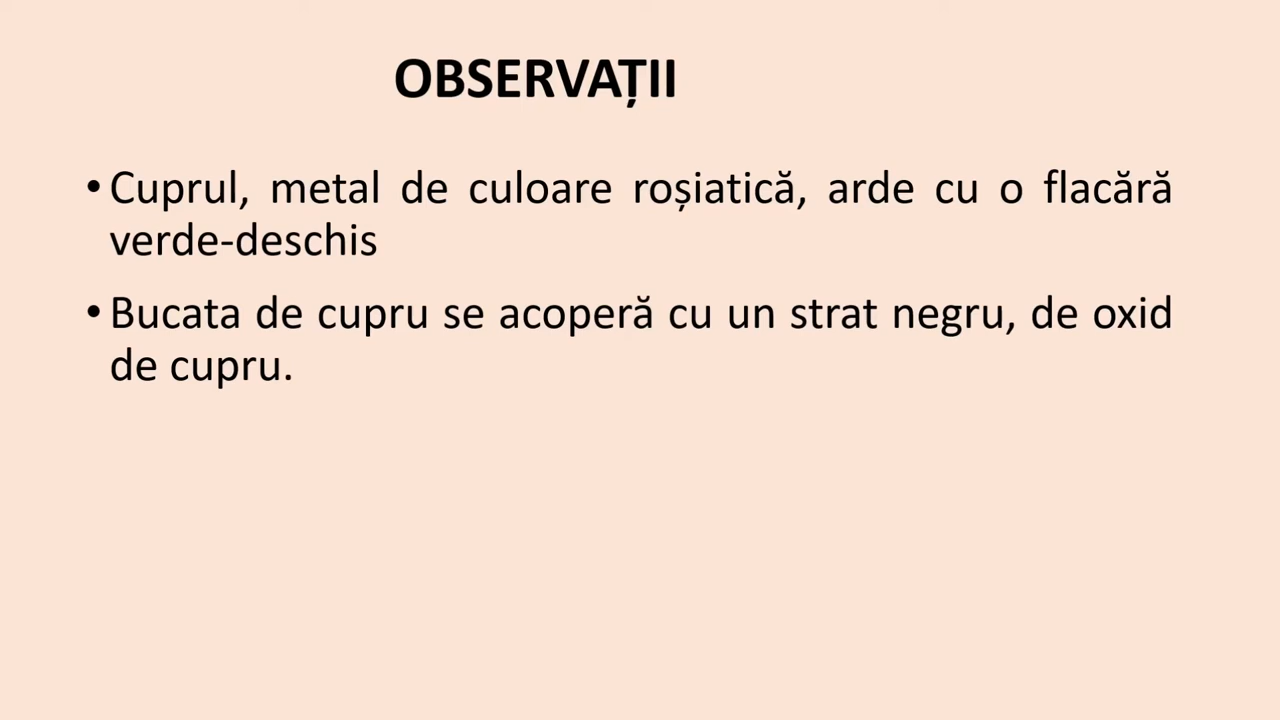 OBSERVAȚII
• Cuprul, metal de culoare roșiatică, arde cu o flacără
verde-deschis
• Bucata de cupru se acoperă cu un strat negru, de oxid
de cupru.